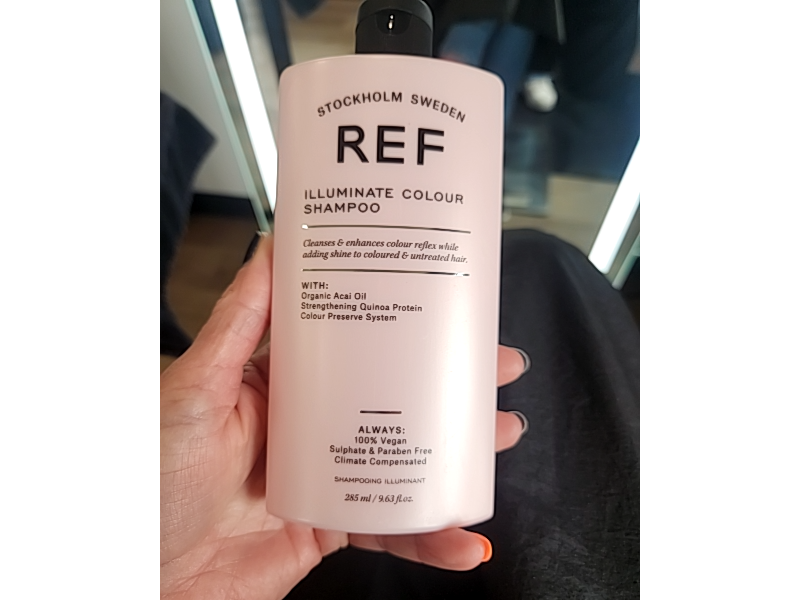 STOCKHOLM SWEDEN
REF
ILLUMINATE COLOUR
SHAMPOO
Cleanses & enhances colour reflex while
adding shine to coloured & untreated hair.
WITH:
Organic Acai Oil
Strengthening Quinoa Protein
Colour Preserve System
ALWAYS:
100% Vegan
Sulphate & Paraben Free
Climate Compensated
SHAMPOOING ILLUMINANT
285 ml / 9.63 fl.oz.